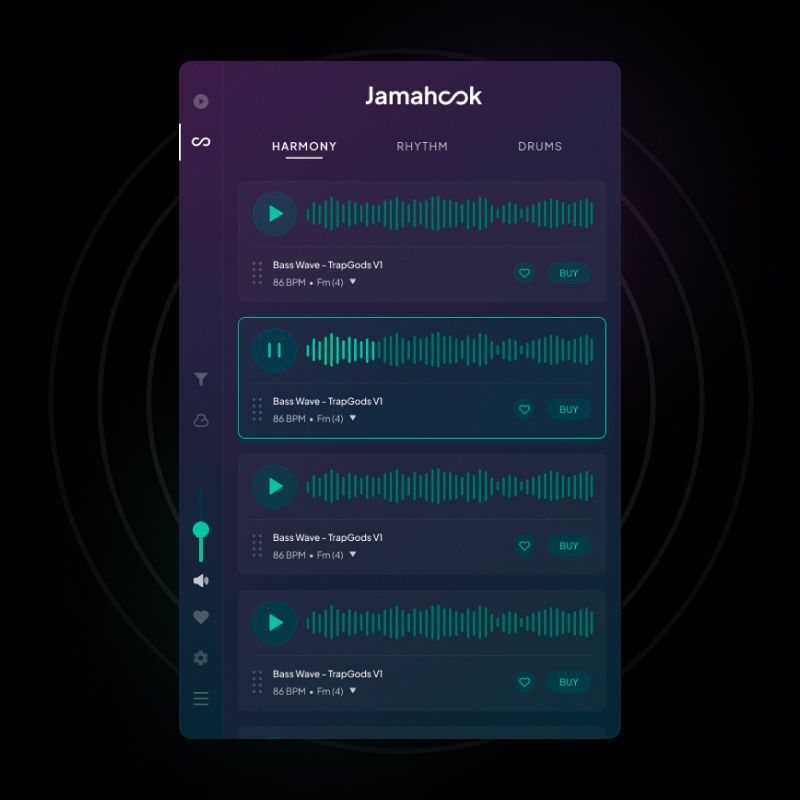 Jamahook
HARMONY RHYTHM DRUMS
Bass Wave - TrapGods V1
86 BPM • Fm (4) ▼
BUY
Bass Wave - TrapGods V1
86 BPM • Fm (4) ▼
BUY
Bass Wave - TrapGods V1
86 BPM • Fm (4) ▼
BUY
Bass Wave - TrapGods V1
86 BPM • Fm (4) ▼
BUY